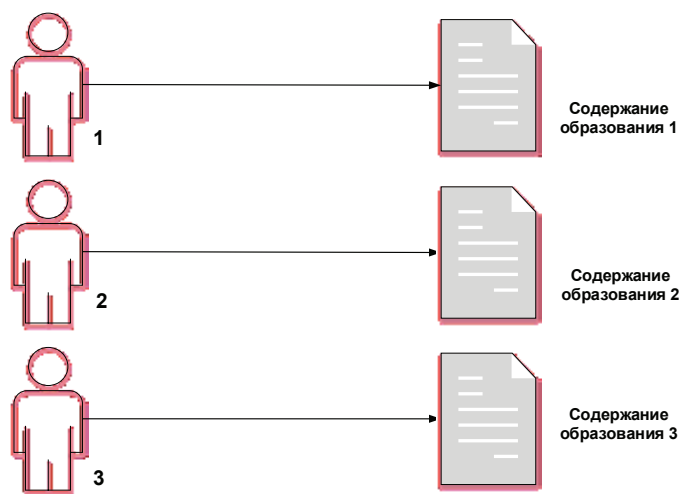 1
Содержание
образования 1
2
Содержание
образования 2
3
Содержание
образования 3